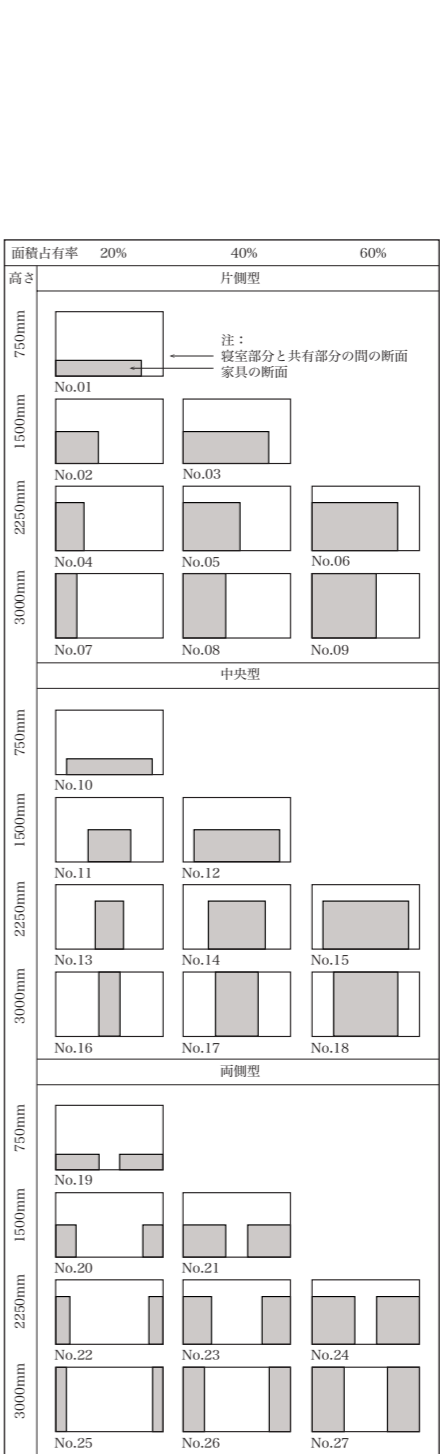 面積占有率 20% 40% 60%
高さ 片側型
750mm
注：
寝室部分と共有部分の間の断面
家具の断面
No.01
1500mm
No.02 No.03
2250mm
No.04 No.05 No.06
3000mm
No.07 No.08 No.09
中央型
750mm
No.10
1500mm
No.11 No.12
2250mm
No.13 No.14 No.15
3000mm
No.16 No.17 No.18
両側型
750mm
No.19
1500mm
No.20 No.21
2250mm
No.22 No.23 No.24
3000mm
No.25 No.26 No.27